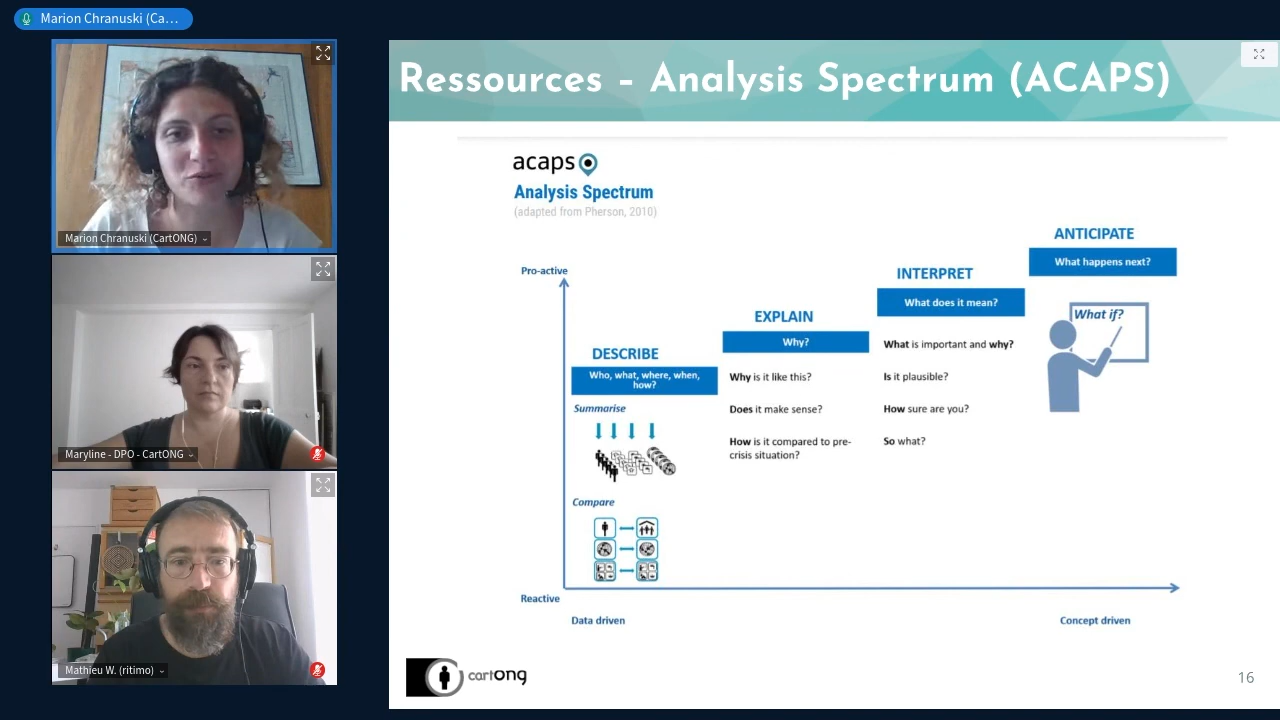 Marion Chranuski (Ca...
Marion Chranuski (CartONG)
Maryline - DPO - CartONG
Mathieu W. (ritimo)
Ressources – Analysis Spectrum (ACAPS)
acaps
Analysis Spectrum
(adapted from Pherson, 2010)
Pro-active
DESCRIBE
Who, what, where, when,
how?
Summarise
Compare
EXPLAIN
Why?
Why is it like this?
Does it make sense?
How is it compared to pre-
crisis situation?
INTERPRET
What does it mean?
What is important and why?
Is it plausible?
How sure are you?
So what?
ANTICIPATE
What happens next?
What if?
Reactive
Data driven
Concept driven
cartONG
16